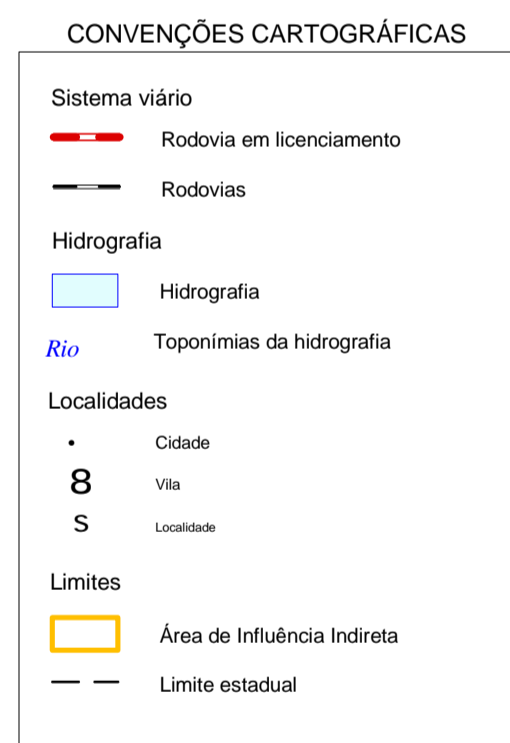 CONVENÇÕES CARTOGRÁFICAS
Sistema viário
Rodovia em licenciamento
Rodovias
Hidrografia
Hidrografia
Rio Toponímias da hidrografia
Localidades
• Cidade
8 Vila
S Localidade
Limites
Área de Influência Indireta
Limite estadual